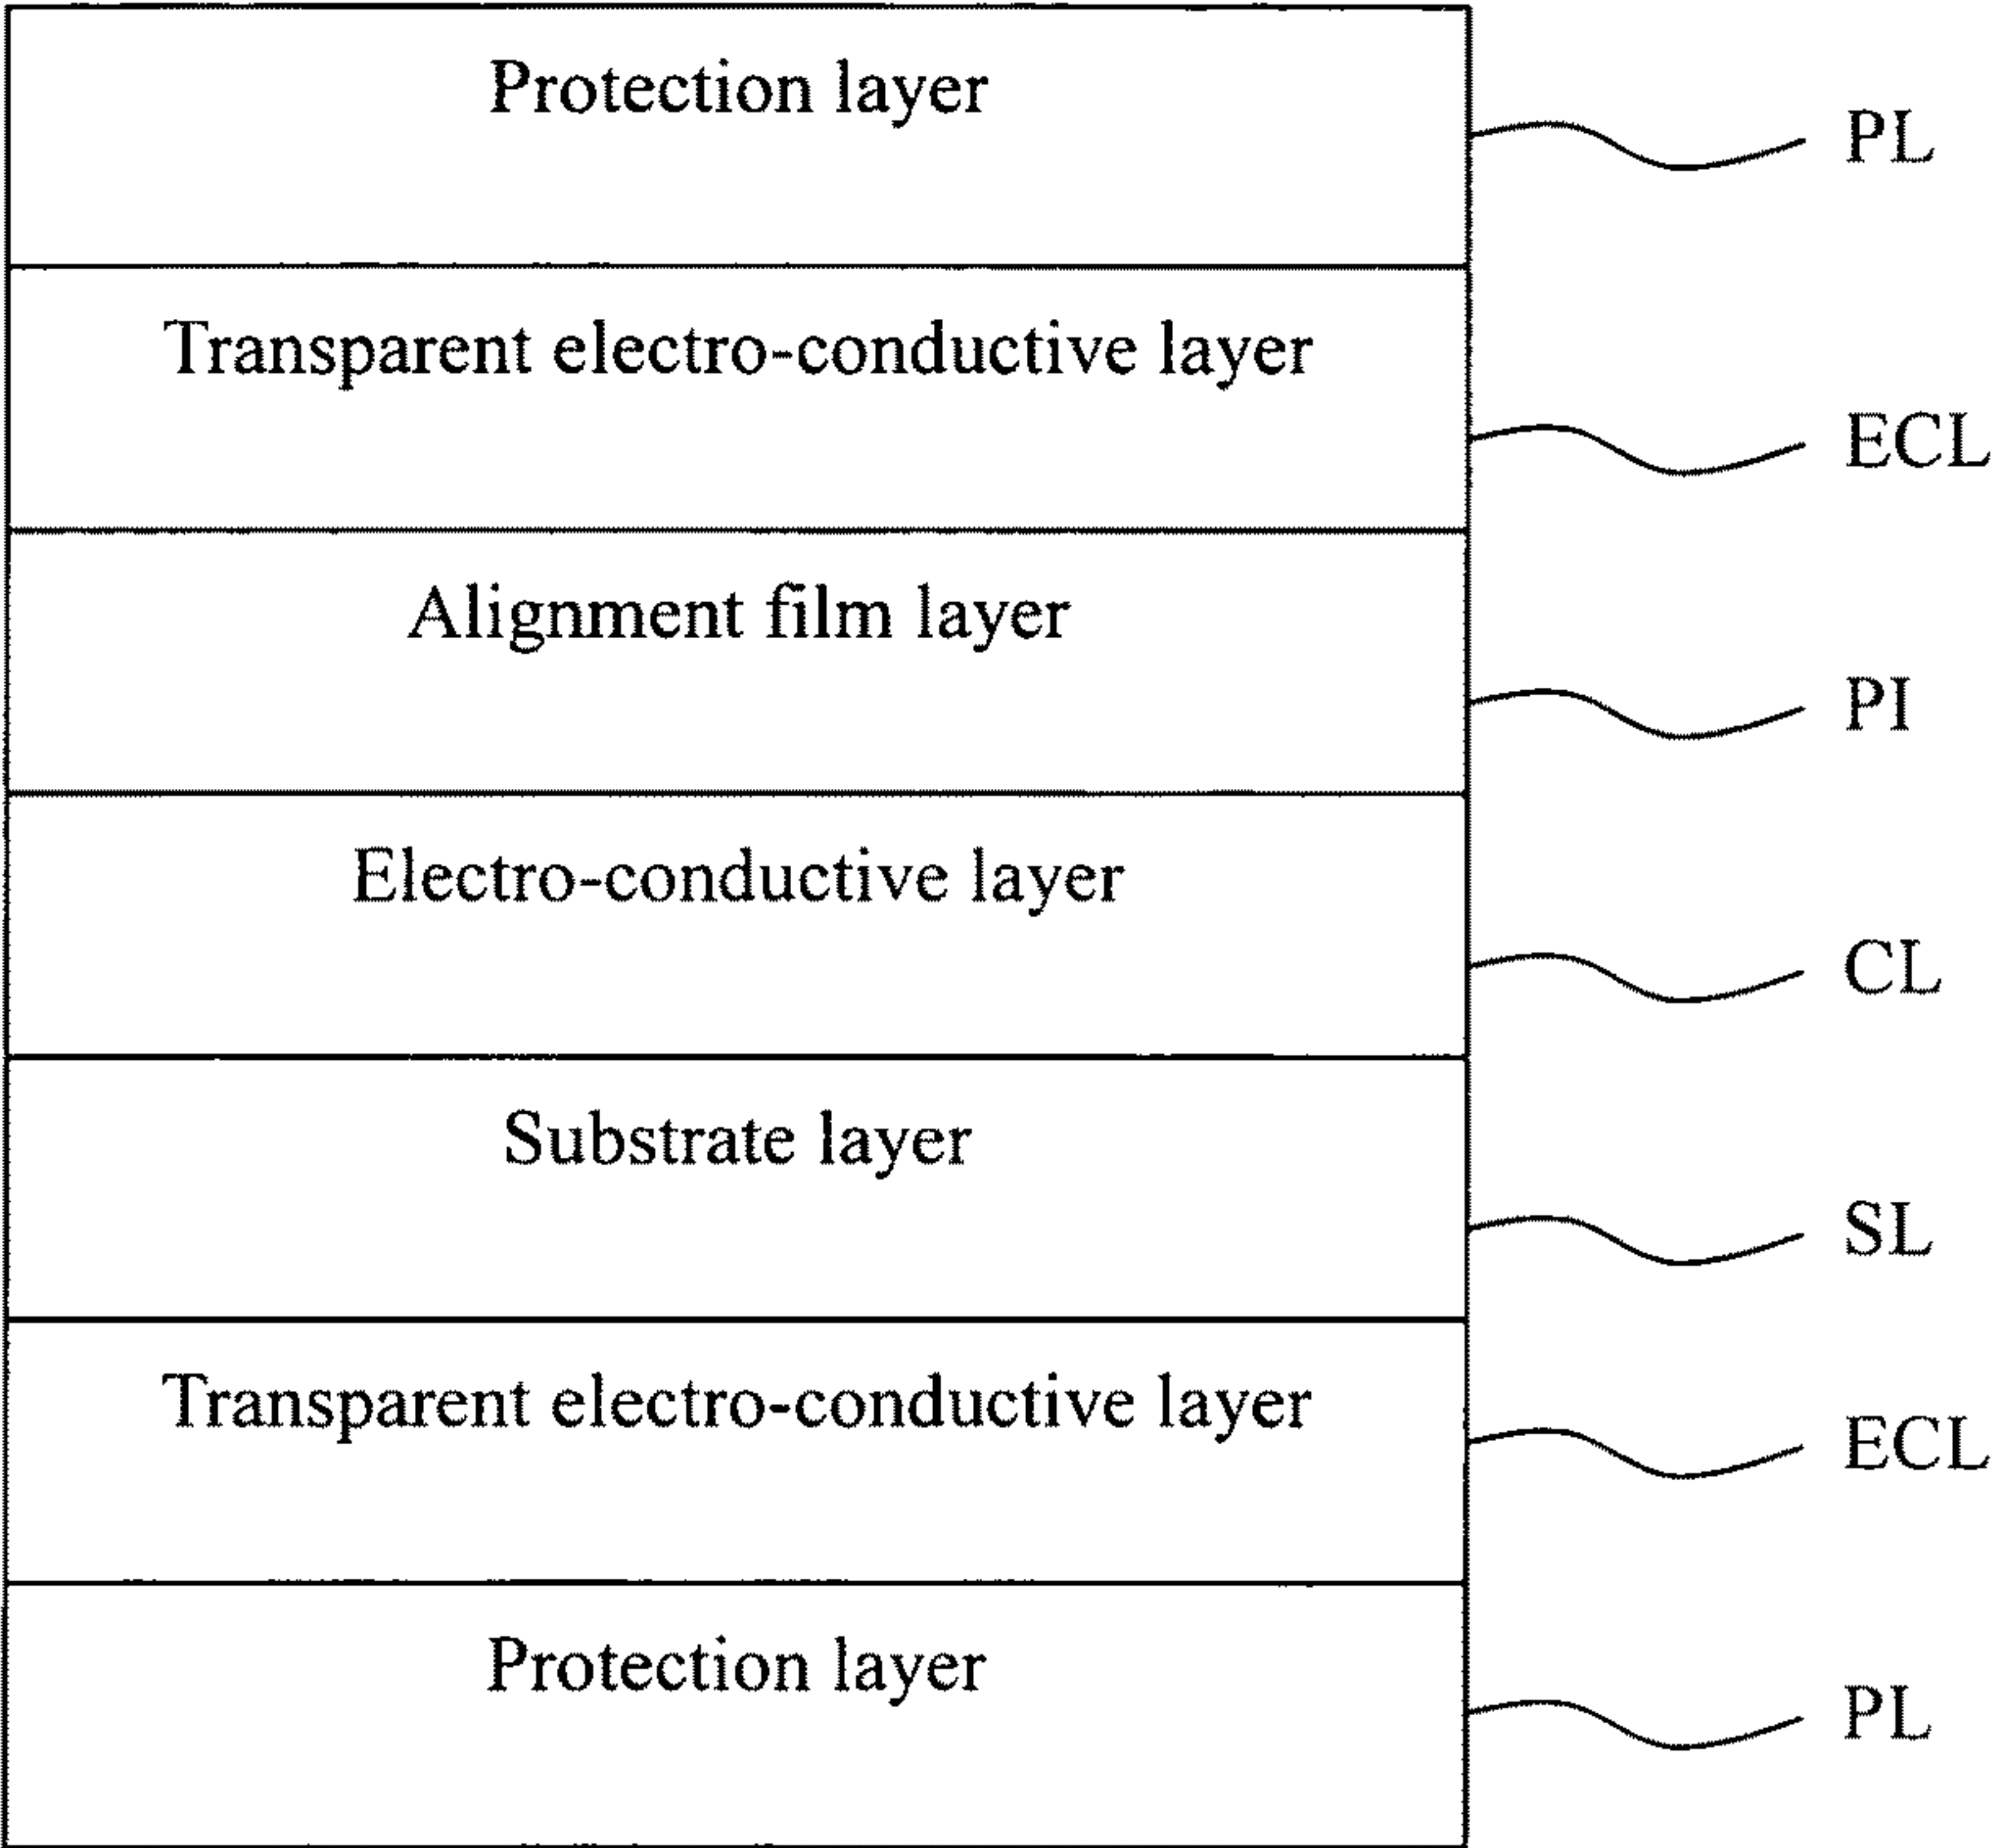 Protection layer
PL
Transparent electro-conductive layer
ECL
Alignment film layer
PI
Electro-conductive layer
CL
Substrate layer
SL
Transparent electro-conductive layer
ECL
Protection layer
PL